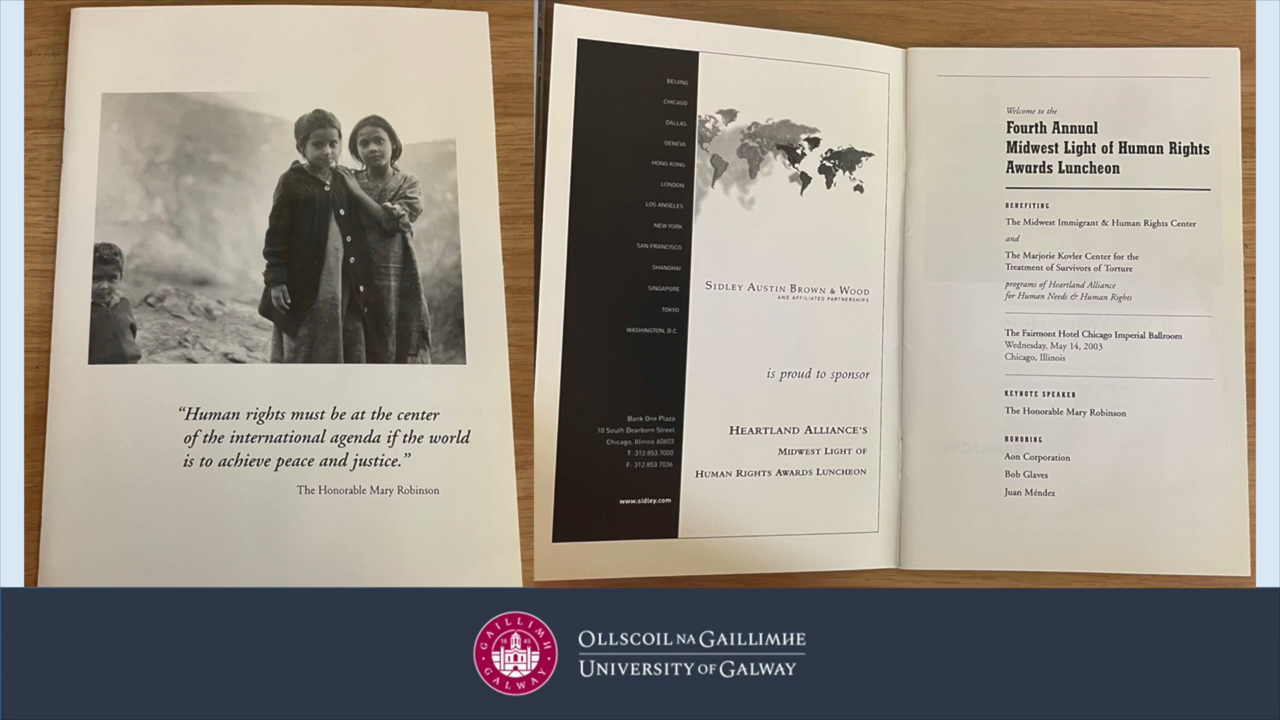 “Human rights must be at the center
of the international agenda if the world
is to achieve peace and justice.”
The Honorable Mary Robinson
BEIJING
CHICAGO
DALLAS
GENEVA
HONG KONG
LONDON
LOS ANGELES
NEW YORK
SAN FRANCISCO
SHANGHAI
SINGAPORE
TOKYO
WASHINGTON, D.C.
Bank One Plaza
10 South Dearborn Street
Chicago, Illinois 60603
T: 312.853.7000
F: 312.853.7036
www.sidley.com
SIDLEY AUSTIN BROWN & WOOD
AND AFFILIATED PARTNERSHIPS
is proud to sponsor
HEARTLAND ALLIANCE'S
MIDWEST LIGHT OF
HUMAN RIGHTS AWARDS LUNCHEON
Welcome to the
Fourth Annual
Midwest Light of Human Rights
Awards Luncheon
BENEFITING
The Midwest Immigrant & Human Rights Center
and
The Marjorie Kovler Center for the
Treatment of Survivors of Torture
programs of Heartland Alliance
for Human Needs & Human Rights
The Fairmont Hotel Chicago Imperial Ballroom
Wednesday, May 14, 2003
Chicago, Illinois
KEYNOTE SPEAKER
The Honorable Mary Robinson
HONORING
Aon Corporation
Bob Glaves
Juan Méndez
GAILLIMH
1845
GALWAY
OLLSCOIL NA GAILLIMHE
UNIVERSITY OF GALWAY